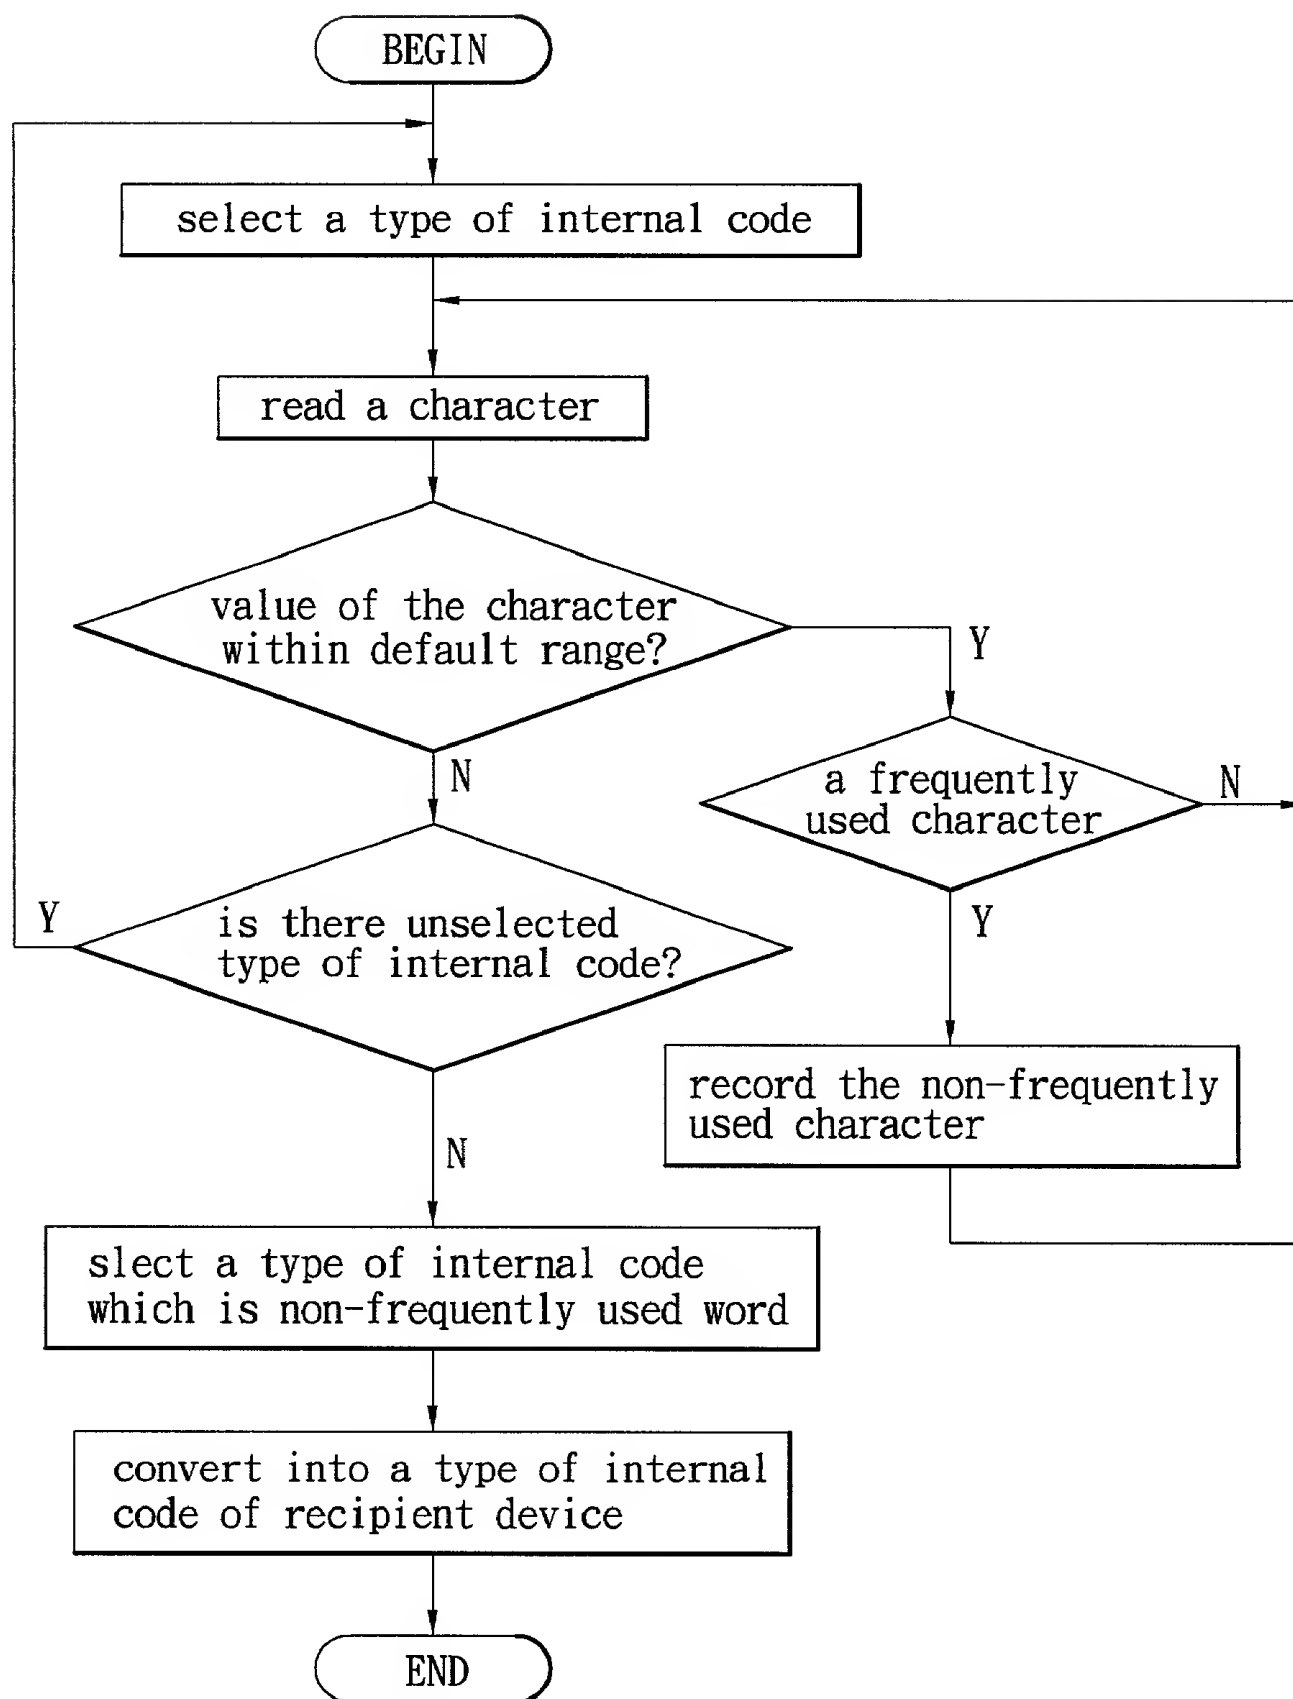 BEGIN
select a type of internal code
read a character
value of the character
within default range?
Y
N
a frequently
used character
N
Y
is there unselected
type of internal code?
Y
record the non-frequently
used character
N
slect a type of internal code
which is non-frequently used word
convert into a type of internal
code of recipient device
END